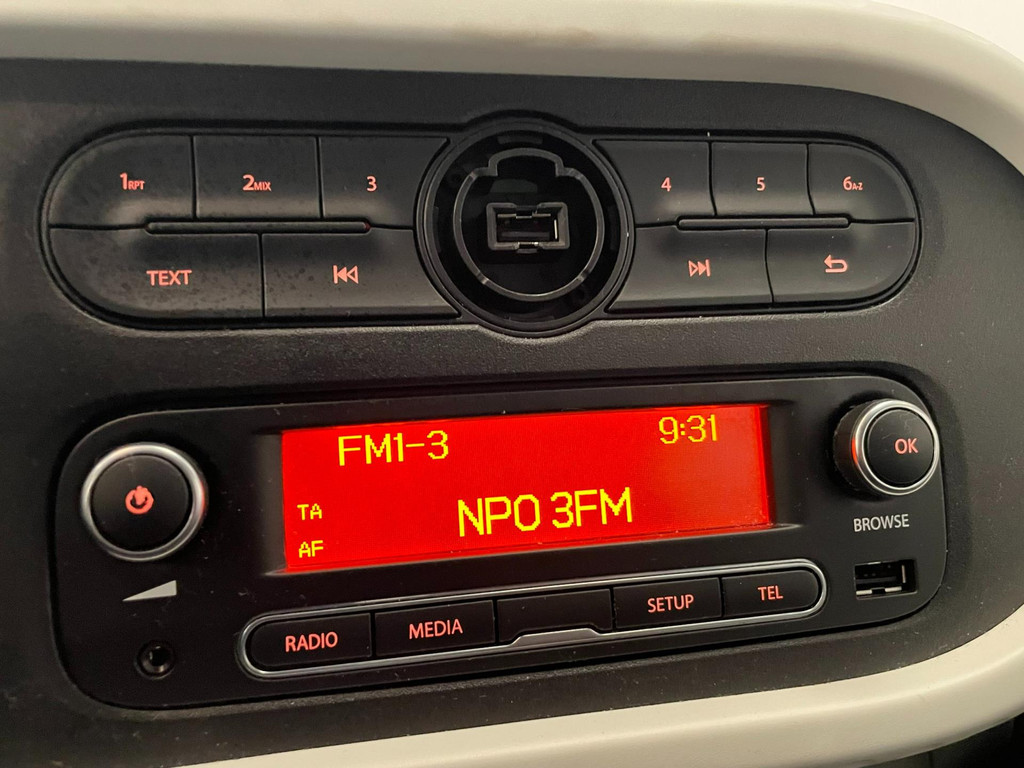 1RPT 2MIX 3 4 5 6A-Z
TEXT
FM1-3 9:31
TA NPO 3FM
AF
OK
BROWSE
RADIO MEDIA SETUP TEL